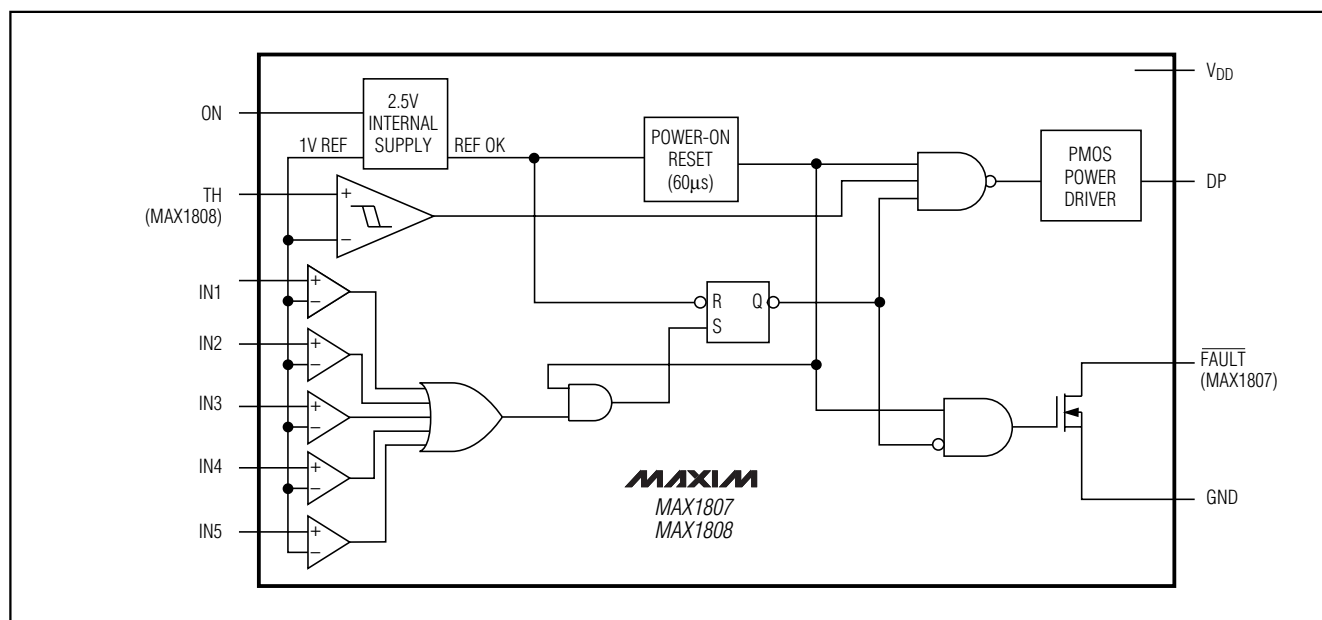 V_DD
ON
2.5V
INTERNAL
SUPPLY
1V REF
REF OK
POWER-ON
RESET
(60μs)
PMOS
POWER
DRIVER
DP
TH
(MAX1808)
+
−
IN1
+
−
R
Q
S
IN2
+
−
FAULT
(MAX1807)
IN3
+
−
IN4
+
−
MAXIM
MAX1807
MAX1808
GND
IN5
+
−